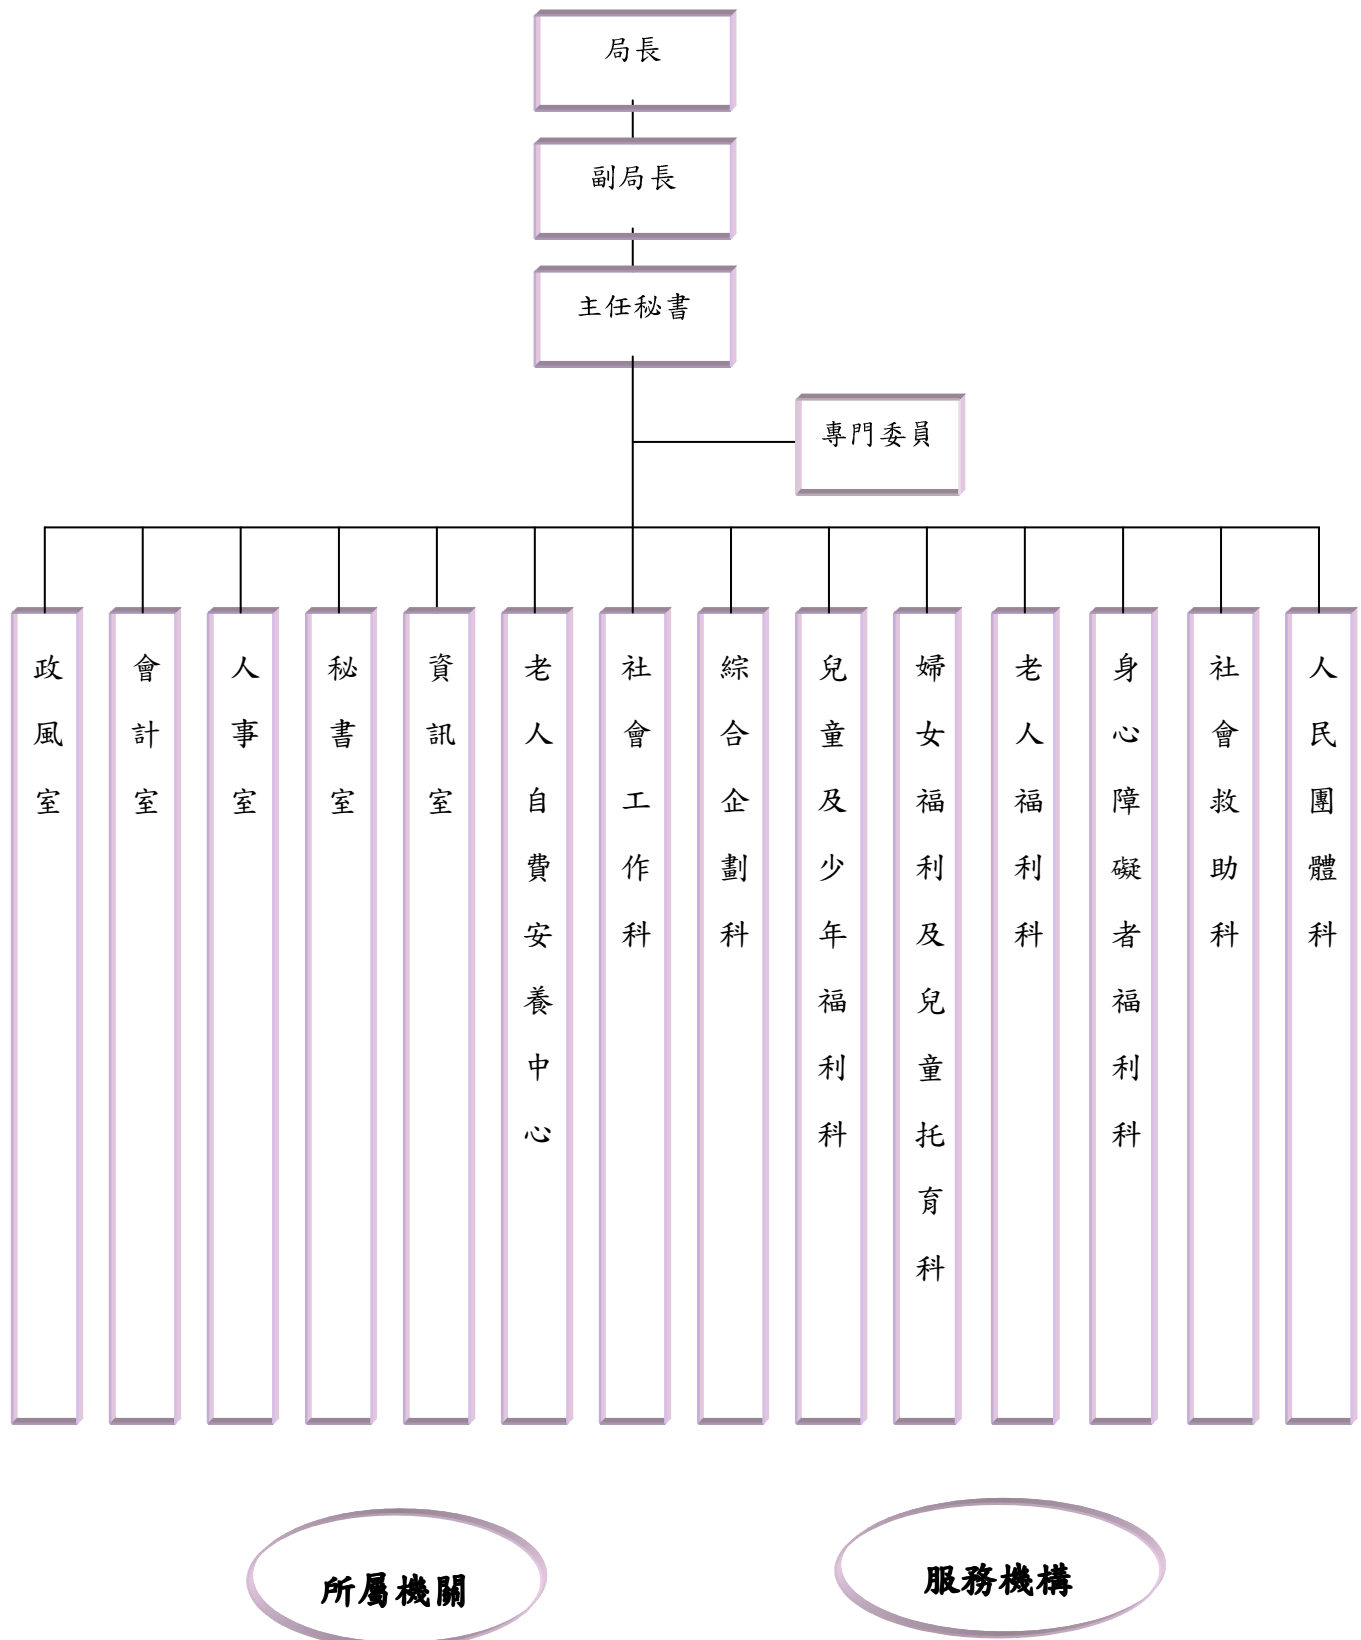 局長
副局長
主任秘書
專門委員
政風室
會計室
人事室
秘書室
資訊室
老人自費安養中心
社會工作科
綜合企劃科
兒童及少年福利科
婦女福利及兒童托育科
老人福利科
身心障礙者福利科
社會救助科
人民團體科
所屬機關
服務機構